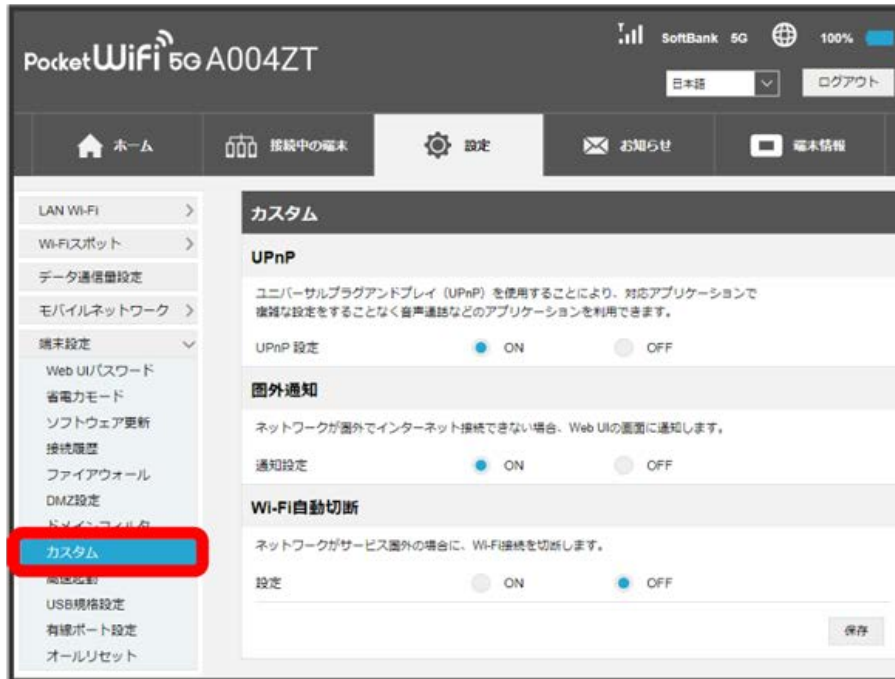 SoftBank 5G 100%
PocketWiFi 5G A004ZT
日本語 ログアウト
ホーム 接続中の端末 設定 お知らせ 端末情報
LAN Wi-Fi
Wi-Fiスポット
データ通信量設定
モバイルネットワーク
端末設定
Web UIパスワード
省電力モード
ソフトウェア更新
接続履歴
ファイアウォール
DMZ設定
ドメインフィルタ
カスタム
高速起動
USB規格設定
有線ポート設定
オールリセット
カスタム
UPnP
ユニバーサルプラグアンドプレイ（UPnP）を使用することにより、対応アプリケーションで
複雑な設定をすることなく音声通話などのアプリケーションを利用できます。
UPnP 設定 ON OFF
圏外通知
ネットワークが圏外でインターネット接続できない場合、Web UIの画面に通知します。
通知設定 ON OFF
Wi-Fi自動切断
ネットワークがサービス圏外の場合に、Wi-Fi接続を切断します。
設定 ON OFF
保存